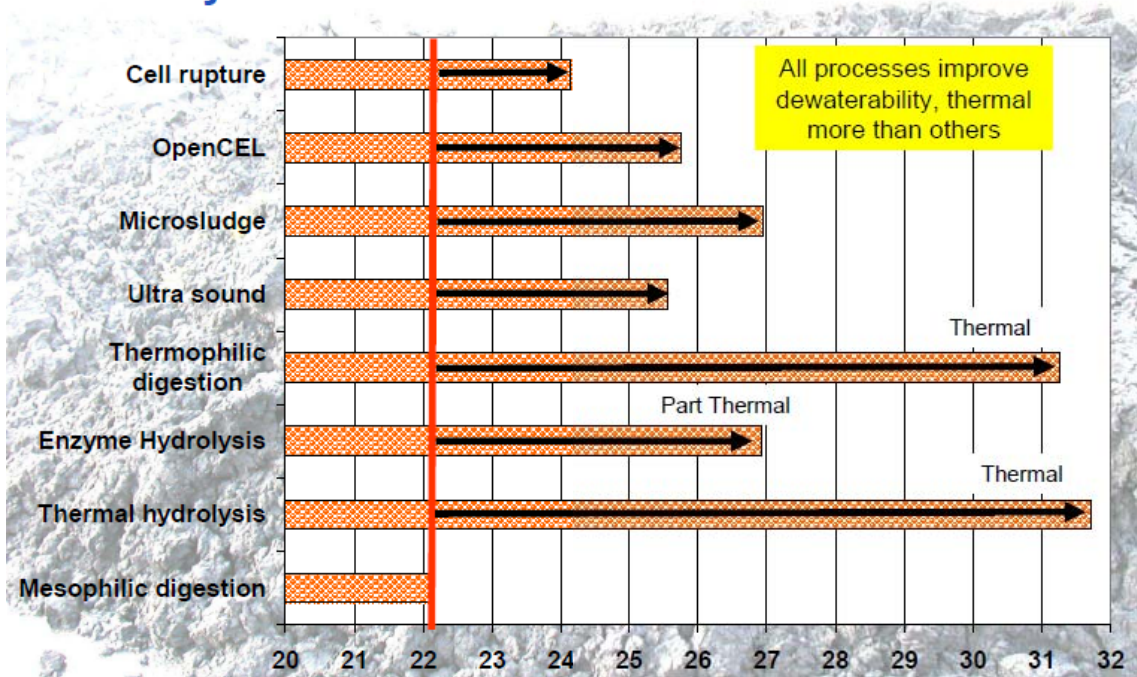 Cell rupture
All processes improve
dewaterability, thermal
more than others
OpenCEL
Microsludge
Ultra sound
Thermal
Thermophilic
digestion
Part Thermal
Enzyme Hydrolysis
Thermal
Thermal hydrolysis
Mesophilic digestion
20 21 22 23 24 25 26 27 28 29 30 31 32